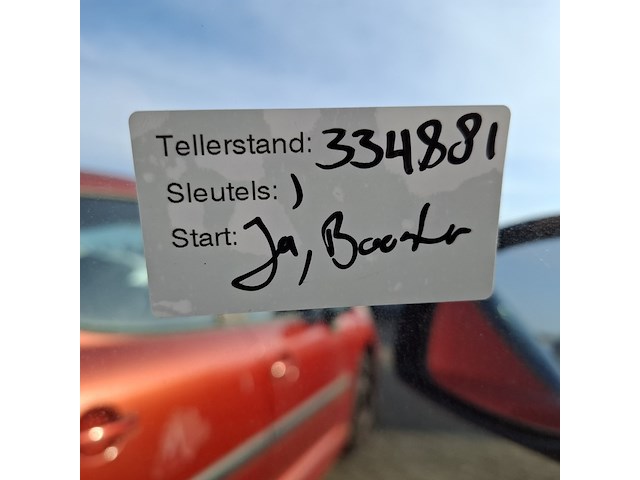 Tellerstand: 334881
Sleutels: 1
Start: Ja, Booster